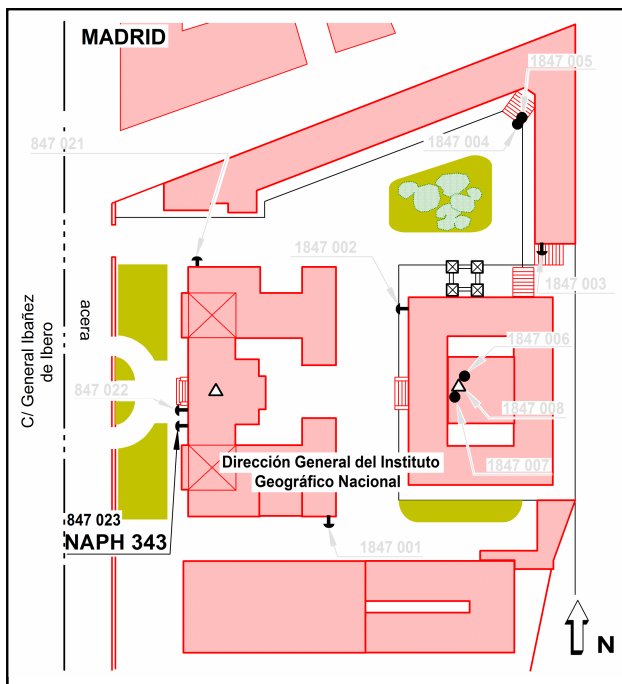 MADRID
1847 005
847 021
1847 004
1847 002
1847 003
C/ General Ibañez
de Ibero
acera
1847 006
847 022
1847 008
Dirección General del Instituto
Geográfico Nacional
1847 007
847 023
NAPH 343
1847 001
N